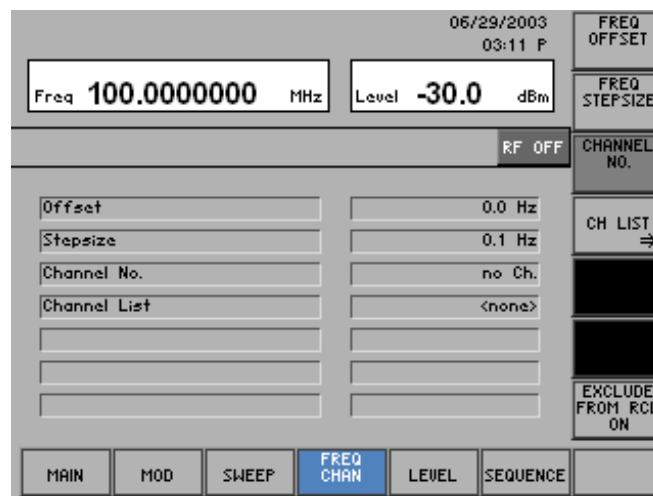 06/29/2003
03:11 P
Freq 100.0000000 MHz
Level -30.0 dBm
RF OFF
Offset 0.0 Hz
Stepsize 0.1 Hz
Channel No. no Ch.
Channel List <none>
FREQ
OFFSET
FREQ
STEPSIZE
CHANNEL
NO.
CH LIST
⇒
EXCLUDE
FROM RCL
ON
MAIN
MOD
SWEEP
FREQ
CHAN
LEVEL
SEQUENCE